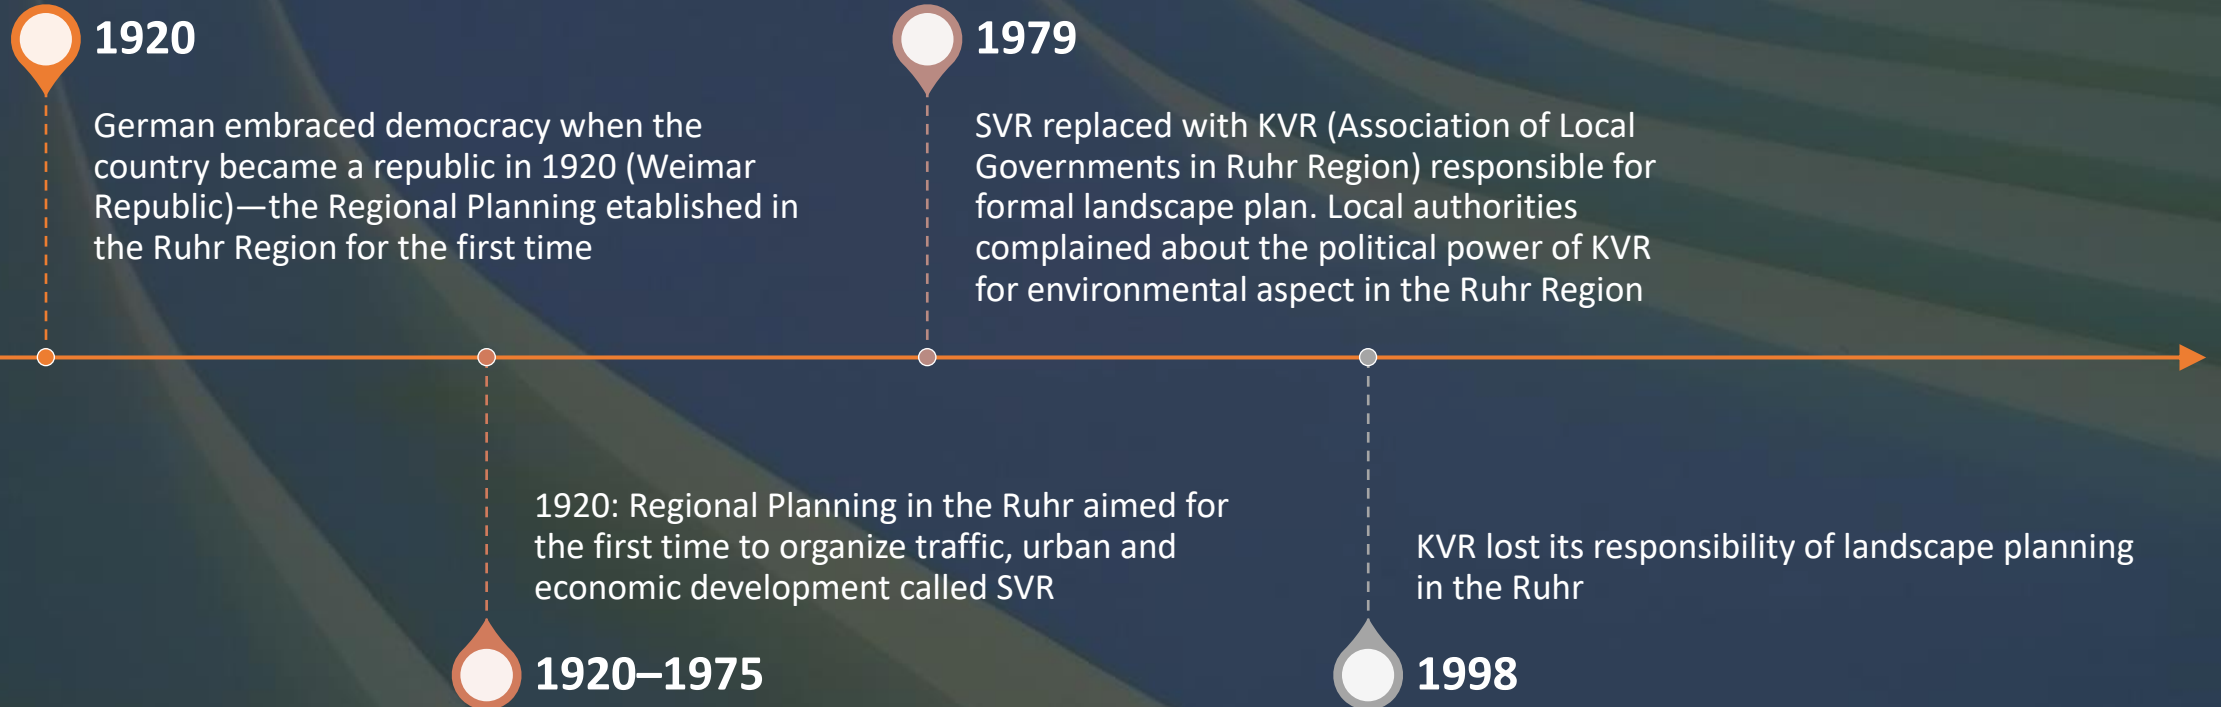 1920
German embraced democracy when the
country became a republic in 1920 (Weimar
Republic)—the Regional Planning etablished in
the Ruhr Region for the first time
1920: Regional Planning in the Ruhr aimed for
the first time to organize traffic, urban and
economic development called SVR
1920–1975
1979
SVR replaced with KVR (Association of Local
Governments in Ruhr Region) responsible for
formal landscape plan. Local authorities
complained about the political power of KVR
for environmental aspect in the Ruhr Region
KVR lost its responsibility of landscape planning
in the Ruhr
1998